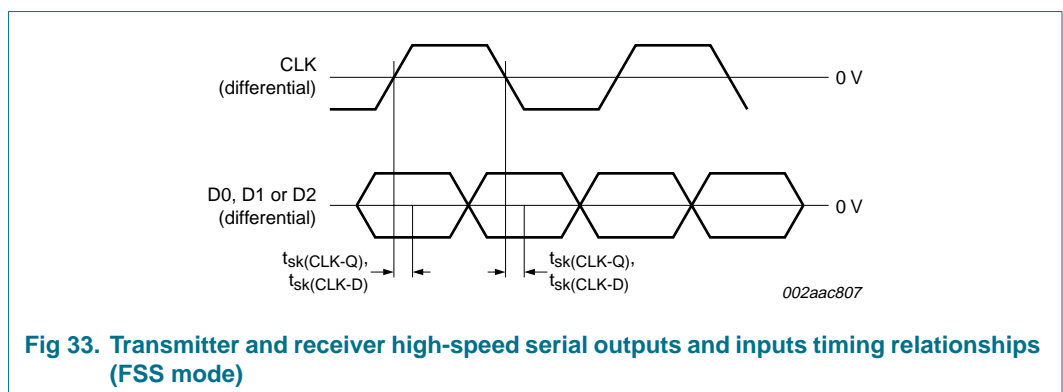 CLK
(differential)
0 V
D0, D1 or D2
(differential)
0 V
tsk(CLK-Q),
tsk(CLK-D)
tsk(CLK-Q),
tsk(CLK-D)
002aac807
Fig 33. Transmitter and receiver high-speed serial outputs and inputs timing relationships
(FSS mode)